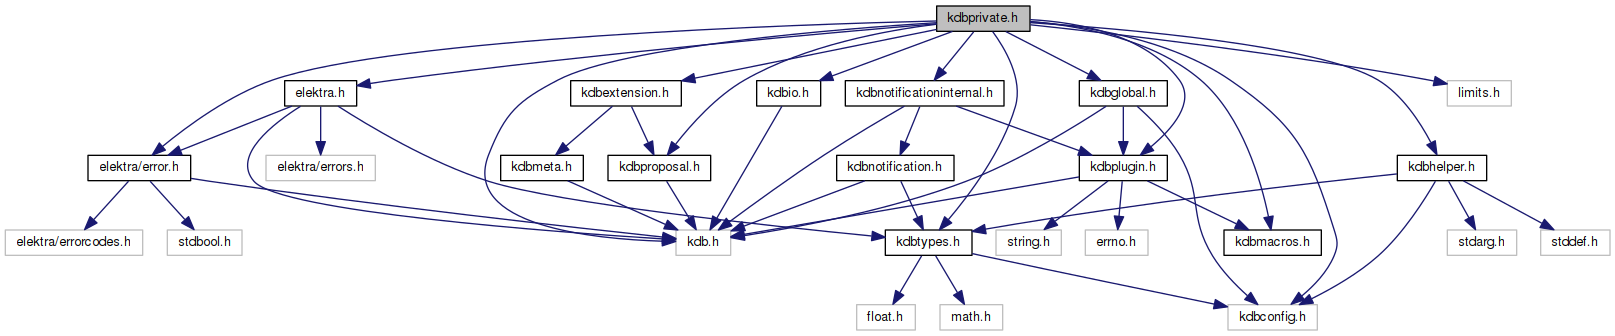 kdbprivate.h
elektra.h
kdbextension.h
kdbio.h
kdbnotificationinternal.h
kdbglobal.h
limits.h
elektra/error.h
elektra/errors.h
kdbmeta.h
kdbproposal.h
kdbnotification.h
kdbplugin.h
kdbhelper.h
elektra/errorcodes.h
stdbool.h
kdb.h
kdbtypes.h
string.h
errno.h
kdbmacros.h
stdarg.h
stddef.h
float.h
math.h
kdbconfig.h